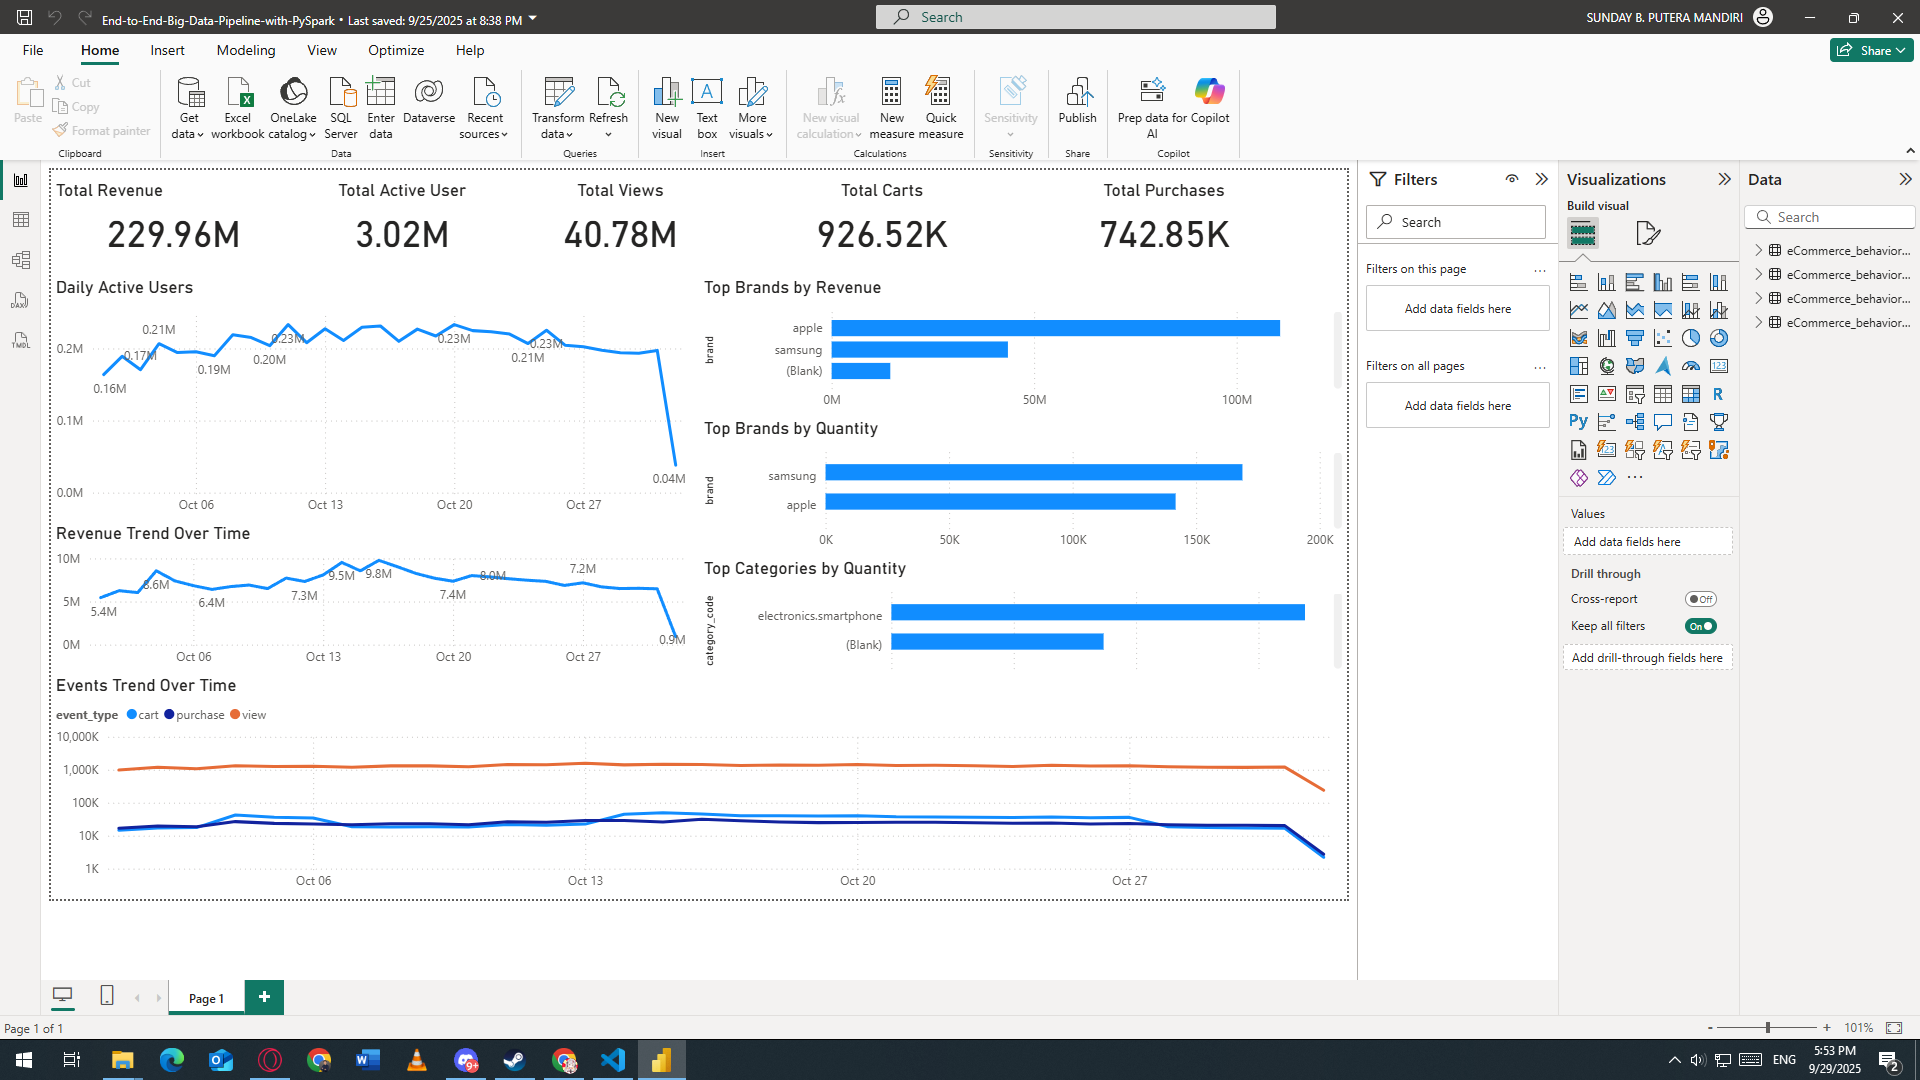 End-to-End-Big-Data-Pipeline-with-PySpark • Last saved: 9/25/2025 at 8:38 PM
Search
SUNDAY B. PUTERA MANDIRI
File Home Insert Modeling View Optimize Help
Share
Paste
Cut
Copy
Format painter
Clipboard
Get data
Excel workbook
OneLake catalog
SQL Server
Enter data
Dataverse
Recent sources
Data
Transform data
Refresh
Queries
New visual
Text box
More visuals
Insert
New visual calculation
New measure
Quick measure
Calculations
Sensitivity
Sensitivity
Publish
Share
Prep data for AI
Copilot
Copilot
DAX
TMDL
Total Revenue
229.96M
Total Active User
3.02M
Total Views
40.78M
Total Carts
926.52K
Total Purchases
742.85K
Daily Active Users
0.2M
0.1M
0.0M
0.16M
0.17M
0.21M
0.19M
0.20M
0.23M
0.23M
0.21M
0.23M
0.04M
Oct 06 Oct 13 Oct 20 Oct 27
Revenue Trend Over Time
10M
5M
0M
5.4M
8.6M
6.4M
7.3M
9.5M
9.8M
7.4M
8.0M
7.2M
0.9M
Oct 06 Oct 13 Oct 20 Oct 27
Top Brands by Revenue
brand
apple
samsung
(Blank)
0M 50M 100M
Top Brands by Quantity
brand
samsung
apple
0K 50K 100K 150K 200K
Top Categories by Quantity
category_code
electronics.smartphone
(Blank)
Events Trend Over Time
event_type cart purchase view
10,000K
1,000K
100K
10K
1K
Oct 06 Oct 13 Oct 20 Oct 27
Filters
Search
Filters on this page ...
Add data fields here
Filters on all pages ...
Add data fields here
Visualizations
Build visual
123
R
Py
123
...
Values
Add data fields here
Drill through
Cross-report Off
Keep all filters On
Add drill-through fields here
Data
Search
eCommerce_behavior...
eCommerce_behavior...
eCommerce_behavior...
eCommerce_behavior...
Page 1
+
Page 1 of 1
- + 101%
9+
ENG
5:53 PM
9/29/2025
2